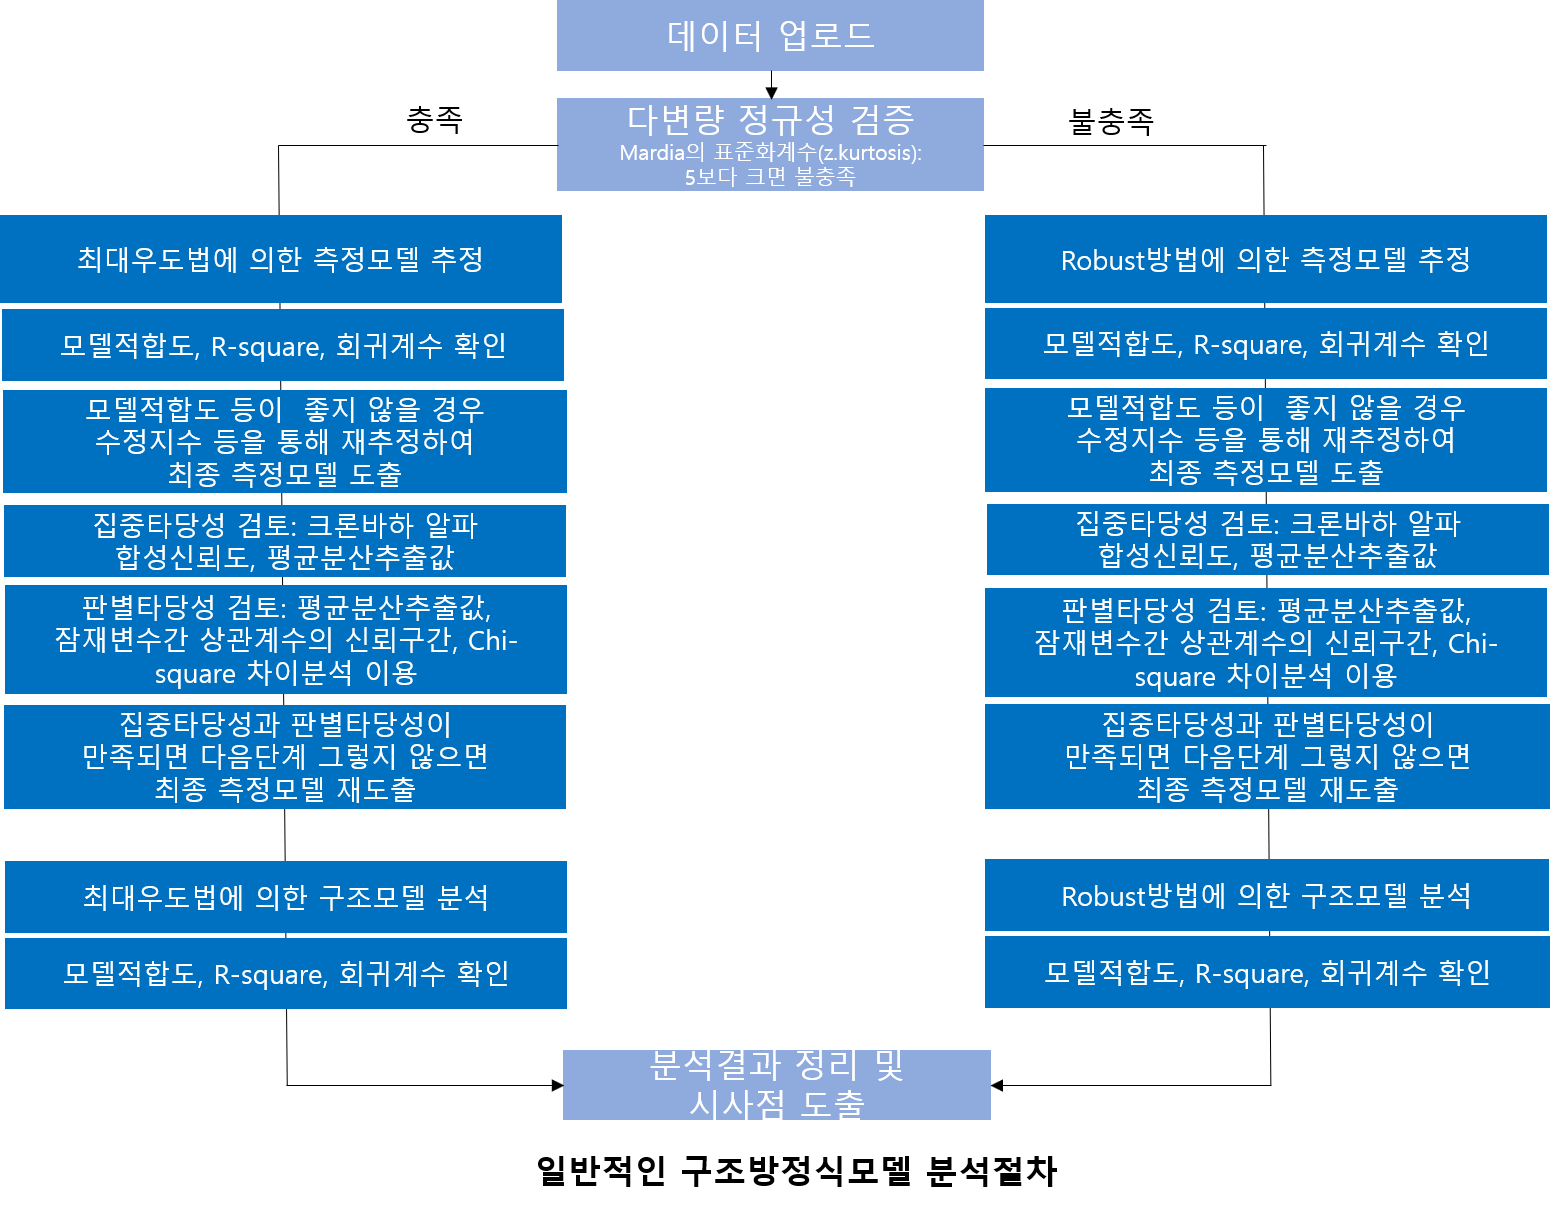 데이터 업로드
다변량 정규성 검증
Mardia의 표준화계수(z.kurtosis):
5보다 크면 불충족
충족
불충족
최대우도법에 의한 측정모델 추정
모델적합도, R-square, 회귀계수 확인
모델적합도 등이  좋지 않을 경우
수정지수 등을 통해 재추정하여
최종 측정모델 도출
집중타당성 검토: 크론바하 알파
합성신뢰도, 평균분산추출값
판별타당성 검토: 평균분산추출값,
잠재변수간 상관계수의 신뢰구간, Chi-
square 차이분석 이용
집중타당성과 판별타당성이
만족되면 다음단계 그렇지 않으면
최종 측정모델 재도출
최대우도법에 의한 구조모델 분석
모델적합도, R-square, 회귀계수 확인
Robust방법에 의한 측정모델 추정
모델적합도, R-square, 회귀계수 확인
모델적합도 등이  좋지 않을 경우
수정지수 등을 통해 재추정하여
최종 측정모델 도출
집중타당성 검토: 크론바하 알파
합성신뢰도, 평균분산추출값
판별타당성 검토: 평균분산추출값,
잠재변수간 상관계수의 신뢰구간, Chi-
square 차이분석 이용
집중타당성과 판별타당성이
만족되면 다음단계 그렇지 않으면
최종 측정모델 재도출
Robust방법에 의한 구조모델 분석
모델적합도, R-square, 회귀계수 확인
분석결과 정리 및
시사점 도출
일반적인 구조방정식모델 분석절차